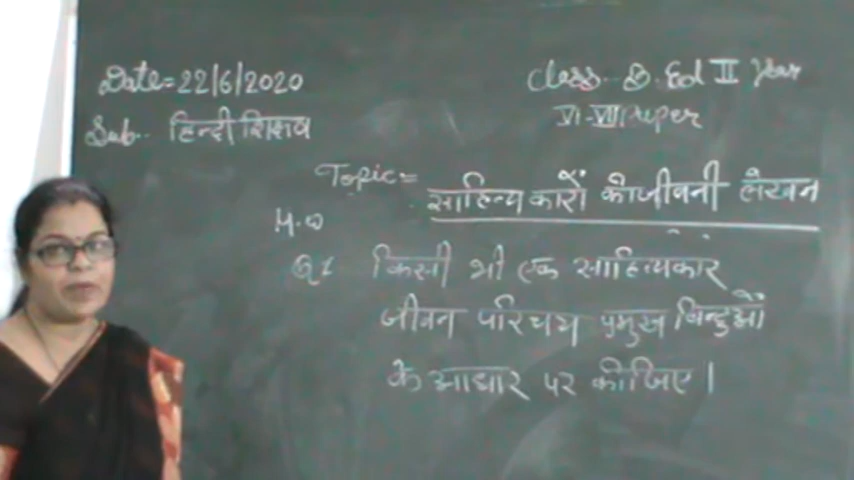 Date=22/6/2020
Class- B.Ed II Year
Sub- हिन्दी शिक्षण
VI-VII Paper
Topic= साहित्यकारों की जीवनी लेखन
किसी भी एक साहित्यकार
जीवन परिचय प्रमुख बिन्दुओं
के आधार पर कीजिए।